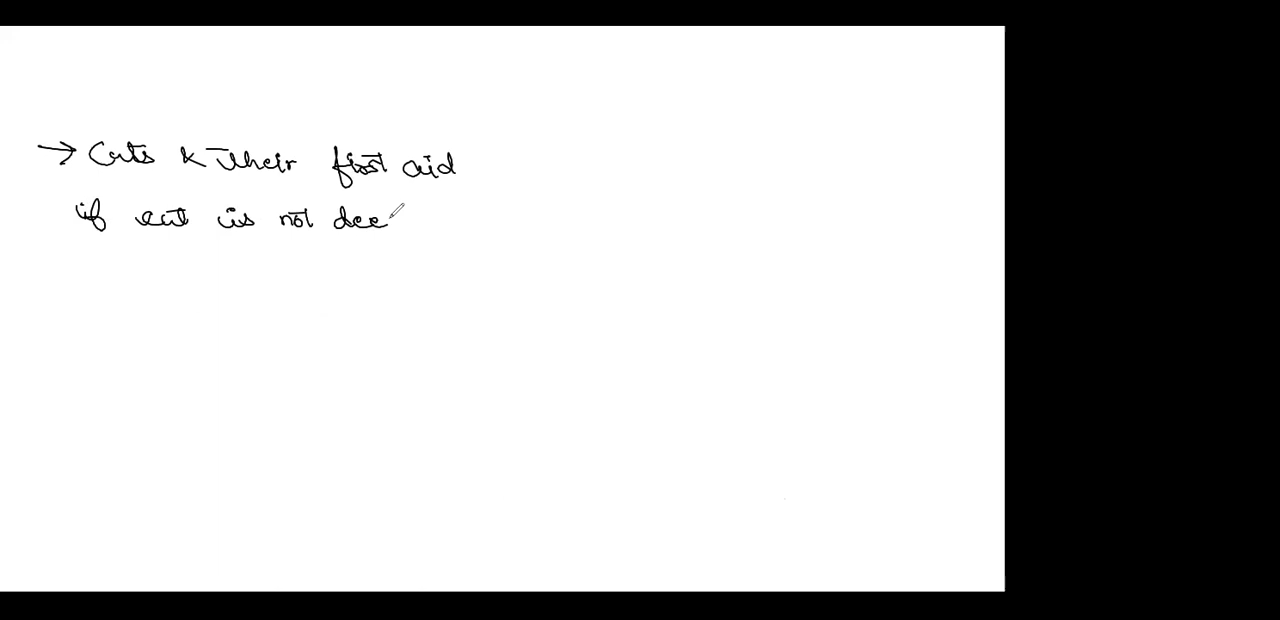 → Cuts & their first aid
if cut is not dee